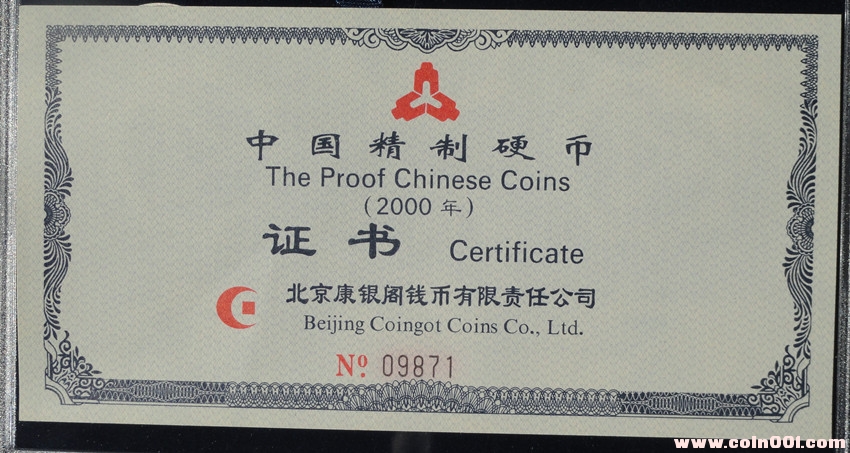 中国精制硬币
The Proof Chinese Coins
(2000 年)
证书 Certificate
北京康银阁钱币有限责任公司
Beijing Coingot Coins Co., Ltd.
Nº. 09871
www.coin001.com